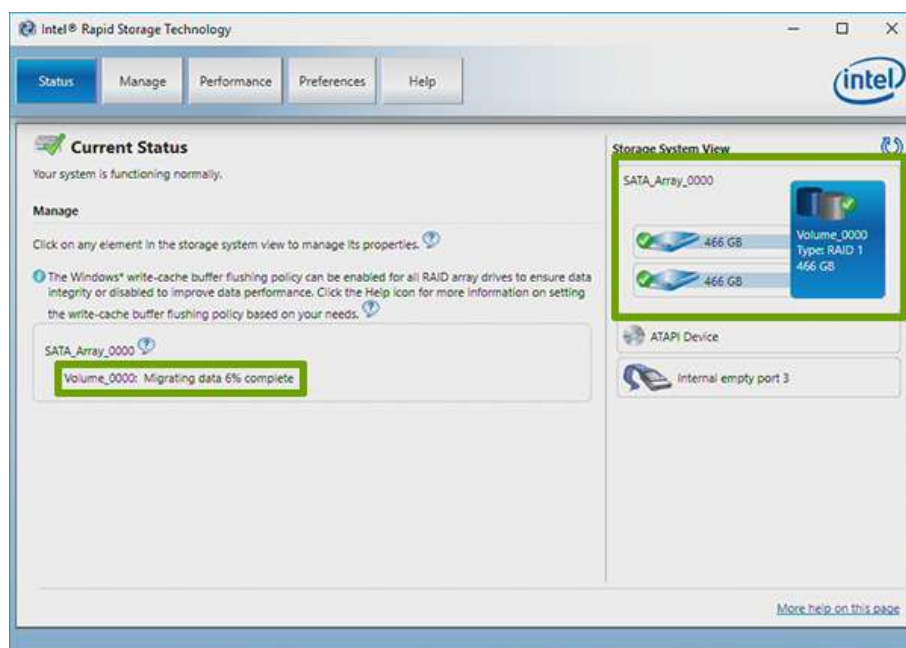 Intel® Rapid Storage Technology
Status
Manage
Performance
Preferences
Help
intel
Current Status
Your system is functioning normally.
Manage
Click on any element in the storage system view to manage its properties.
The Windows* write-cache buffer flushing policy can be enabled for all RAID array drives to ensure data
integrity or disabled to improve data performance. Click the Help icon for more information on setting
the write-cache buffer flushing policy based on your needs.
SATA_Array_0000
Volume_0000: Migrating data 6% complete
Storage System View
SATA_Array_0000
466 GB
466 GB
Volume_0000
Type: RAID 1
466 GB
ATAPI Device
Internal empty port 3
More help on this page